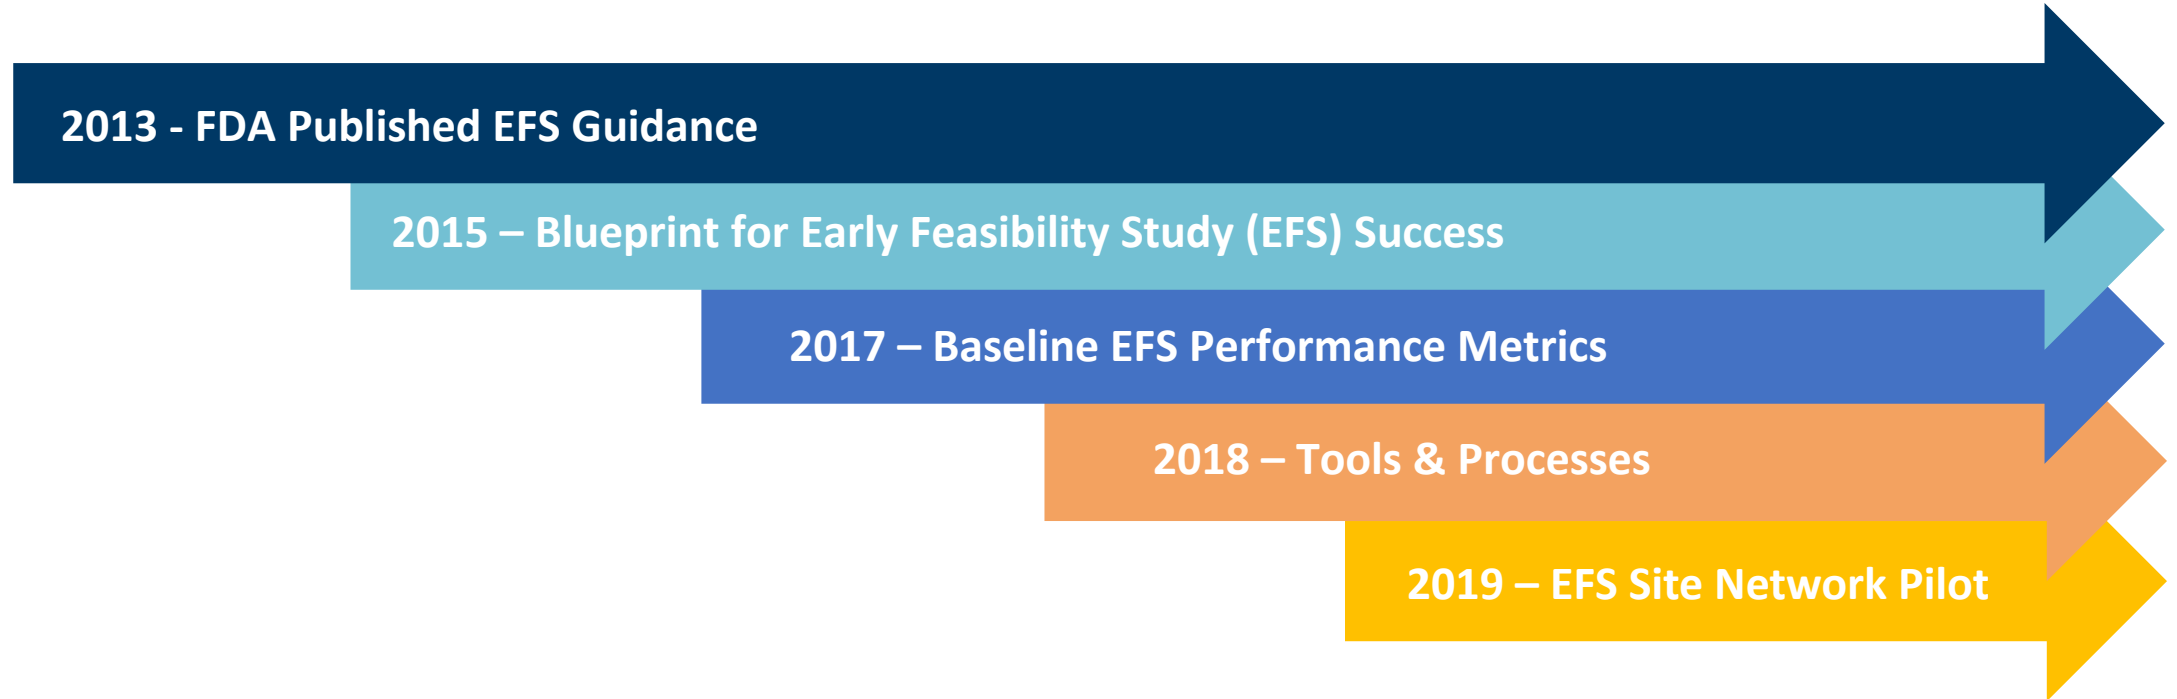 2013 - FDA Published EFS Guidance
2015 – Blueprint for Early Feasibility Study (EFS) Success
2017 – Baseline EFS Performance Metrics
2018 – Tools & Processes
2019 – EFS Site Network Pilot